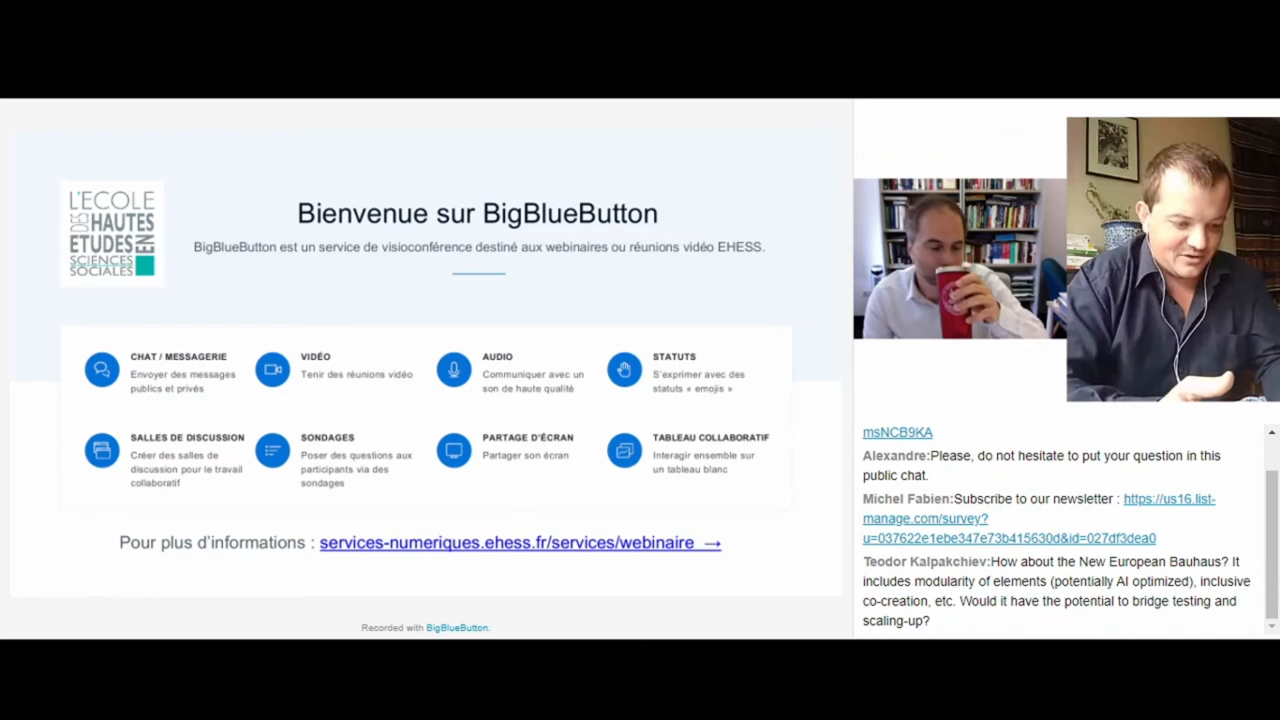 L'ECOLE
DES HAUTES
ETUDES EN
SCIENCES
SOCIALES
Bienvenue sur BigBlueButton
BigBlueButton est un service de visioconférence destiné aux webinaires ou réunions vidéo EHESS.
CHAT / MESSAGERIE
Envoyer des messages
publics et privés
VIDÉO
Tenir des réunions vidéo
AUDIO
Communiquer avec un
son de haute qualité
STATUTS
S'exprimer avec des
statuts « emojis »
SALLES DE DISCUSSION
Créer des salles de
discussion pour le travail
collaboratif
SONDAGES
Poser des questions aux
participants via des
sondages
PARTAGE D'ÉCRAN
Partager son écran
TABLEAU COLLABORATIF
Interagir ensemble sur
un tableau blanc
Pour plus d'informations : services-numeriques.ehess.fr/services/webinaire →
Recorded with BigBlueButton.
msNCB9KA
Alexandre:Please, do not hesitate to put your question in this
public chat.
Michel Fabien:Subscribe to our newsletter : https://us16.list-
manage.com/survey?
u=037622e1ebe347e73b415630d&id=027df3dea0
Teodor Kalpakchiev:How about the New European Bauhaus? It
includes modularity of elements (potentially AI optimized), inclusive
co-creation, etc. Would it have the potential to bridge testing and
scaling-up?